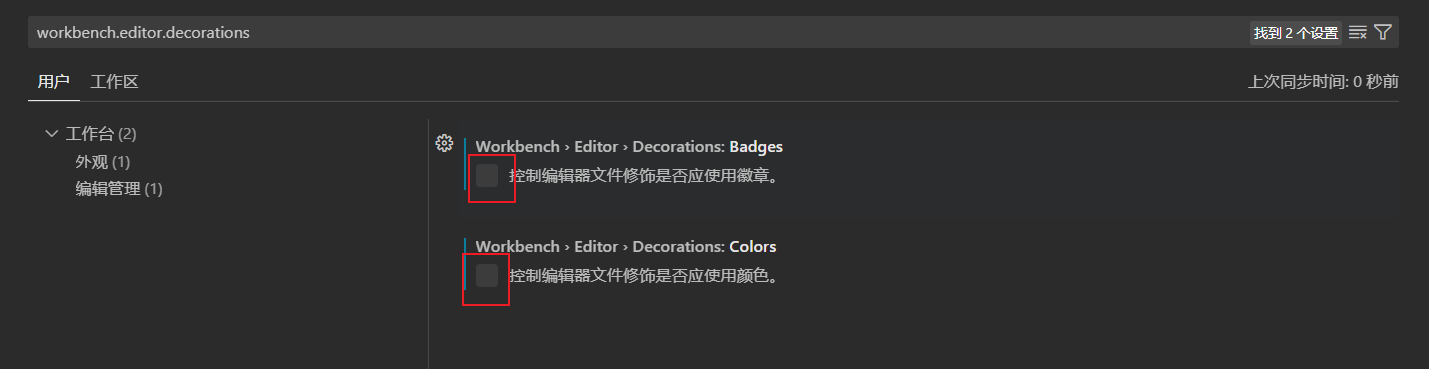 workbench.editor.decorations
找到 2 个设置
用户 工作区
上次同步时间: 0 秒前
工作台 (2)
外观 (1)
编辑管理 (1)
Workbench › Editor › Decorations: Badges
控制编辑器文件修饰是否应使用徽章。
Workbench › Editor › Decorations: Colors
控制编辑器文件修饰是否应使用颜色。